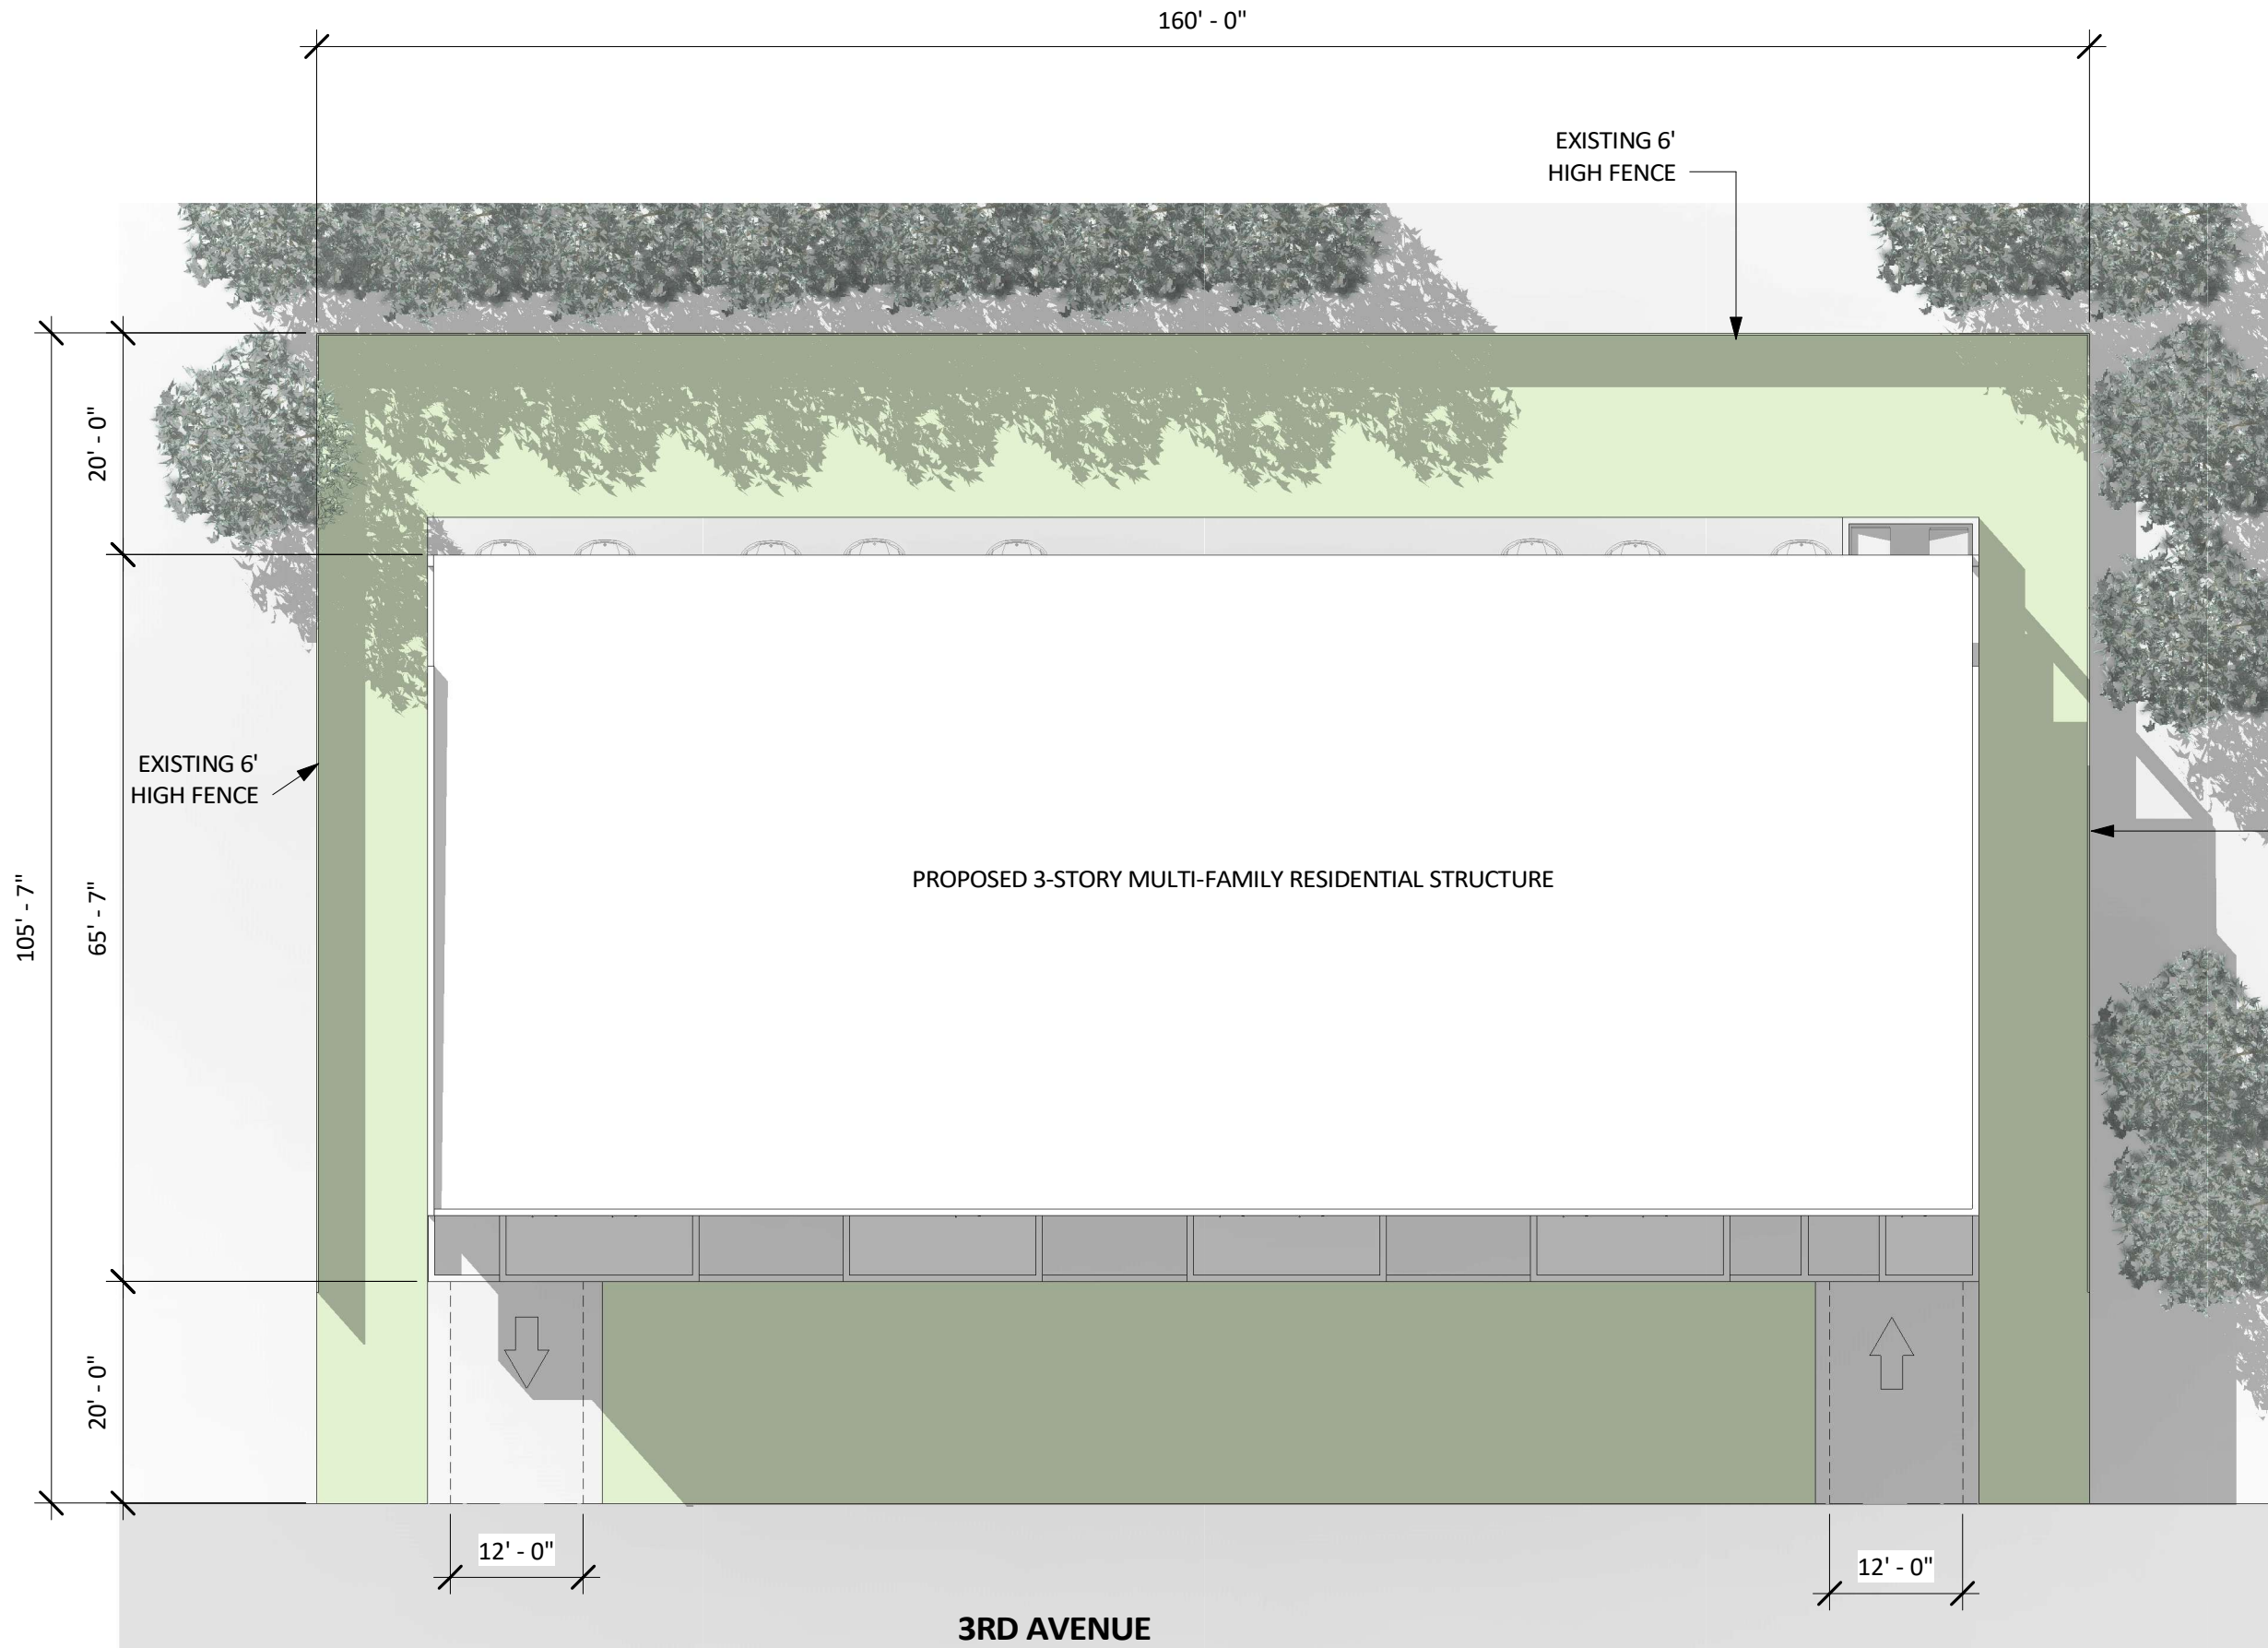 160' - 0"
EXISTING 6'
HIGH FENCE
20' - 0"
EXISTING 6'
HIGH FENCE
105' - 7"
65' - 7"
PROPOSED 3-STORY MULTI-FAMILY RESIDENTIAL STRUCTURE
20' - 0"
12' - 0"
12' - 0"
3RD AVENUE